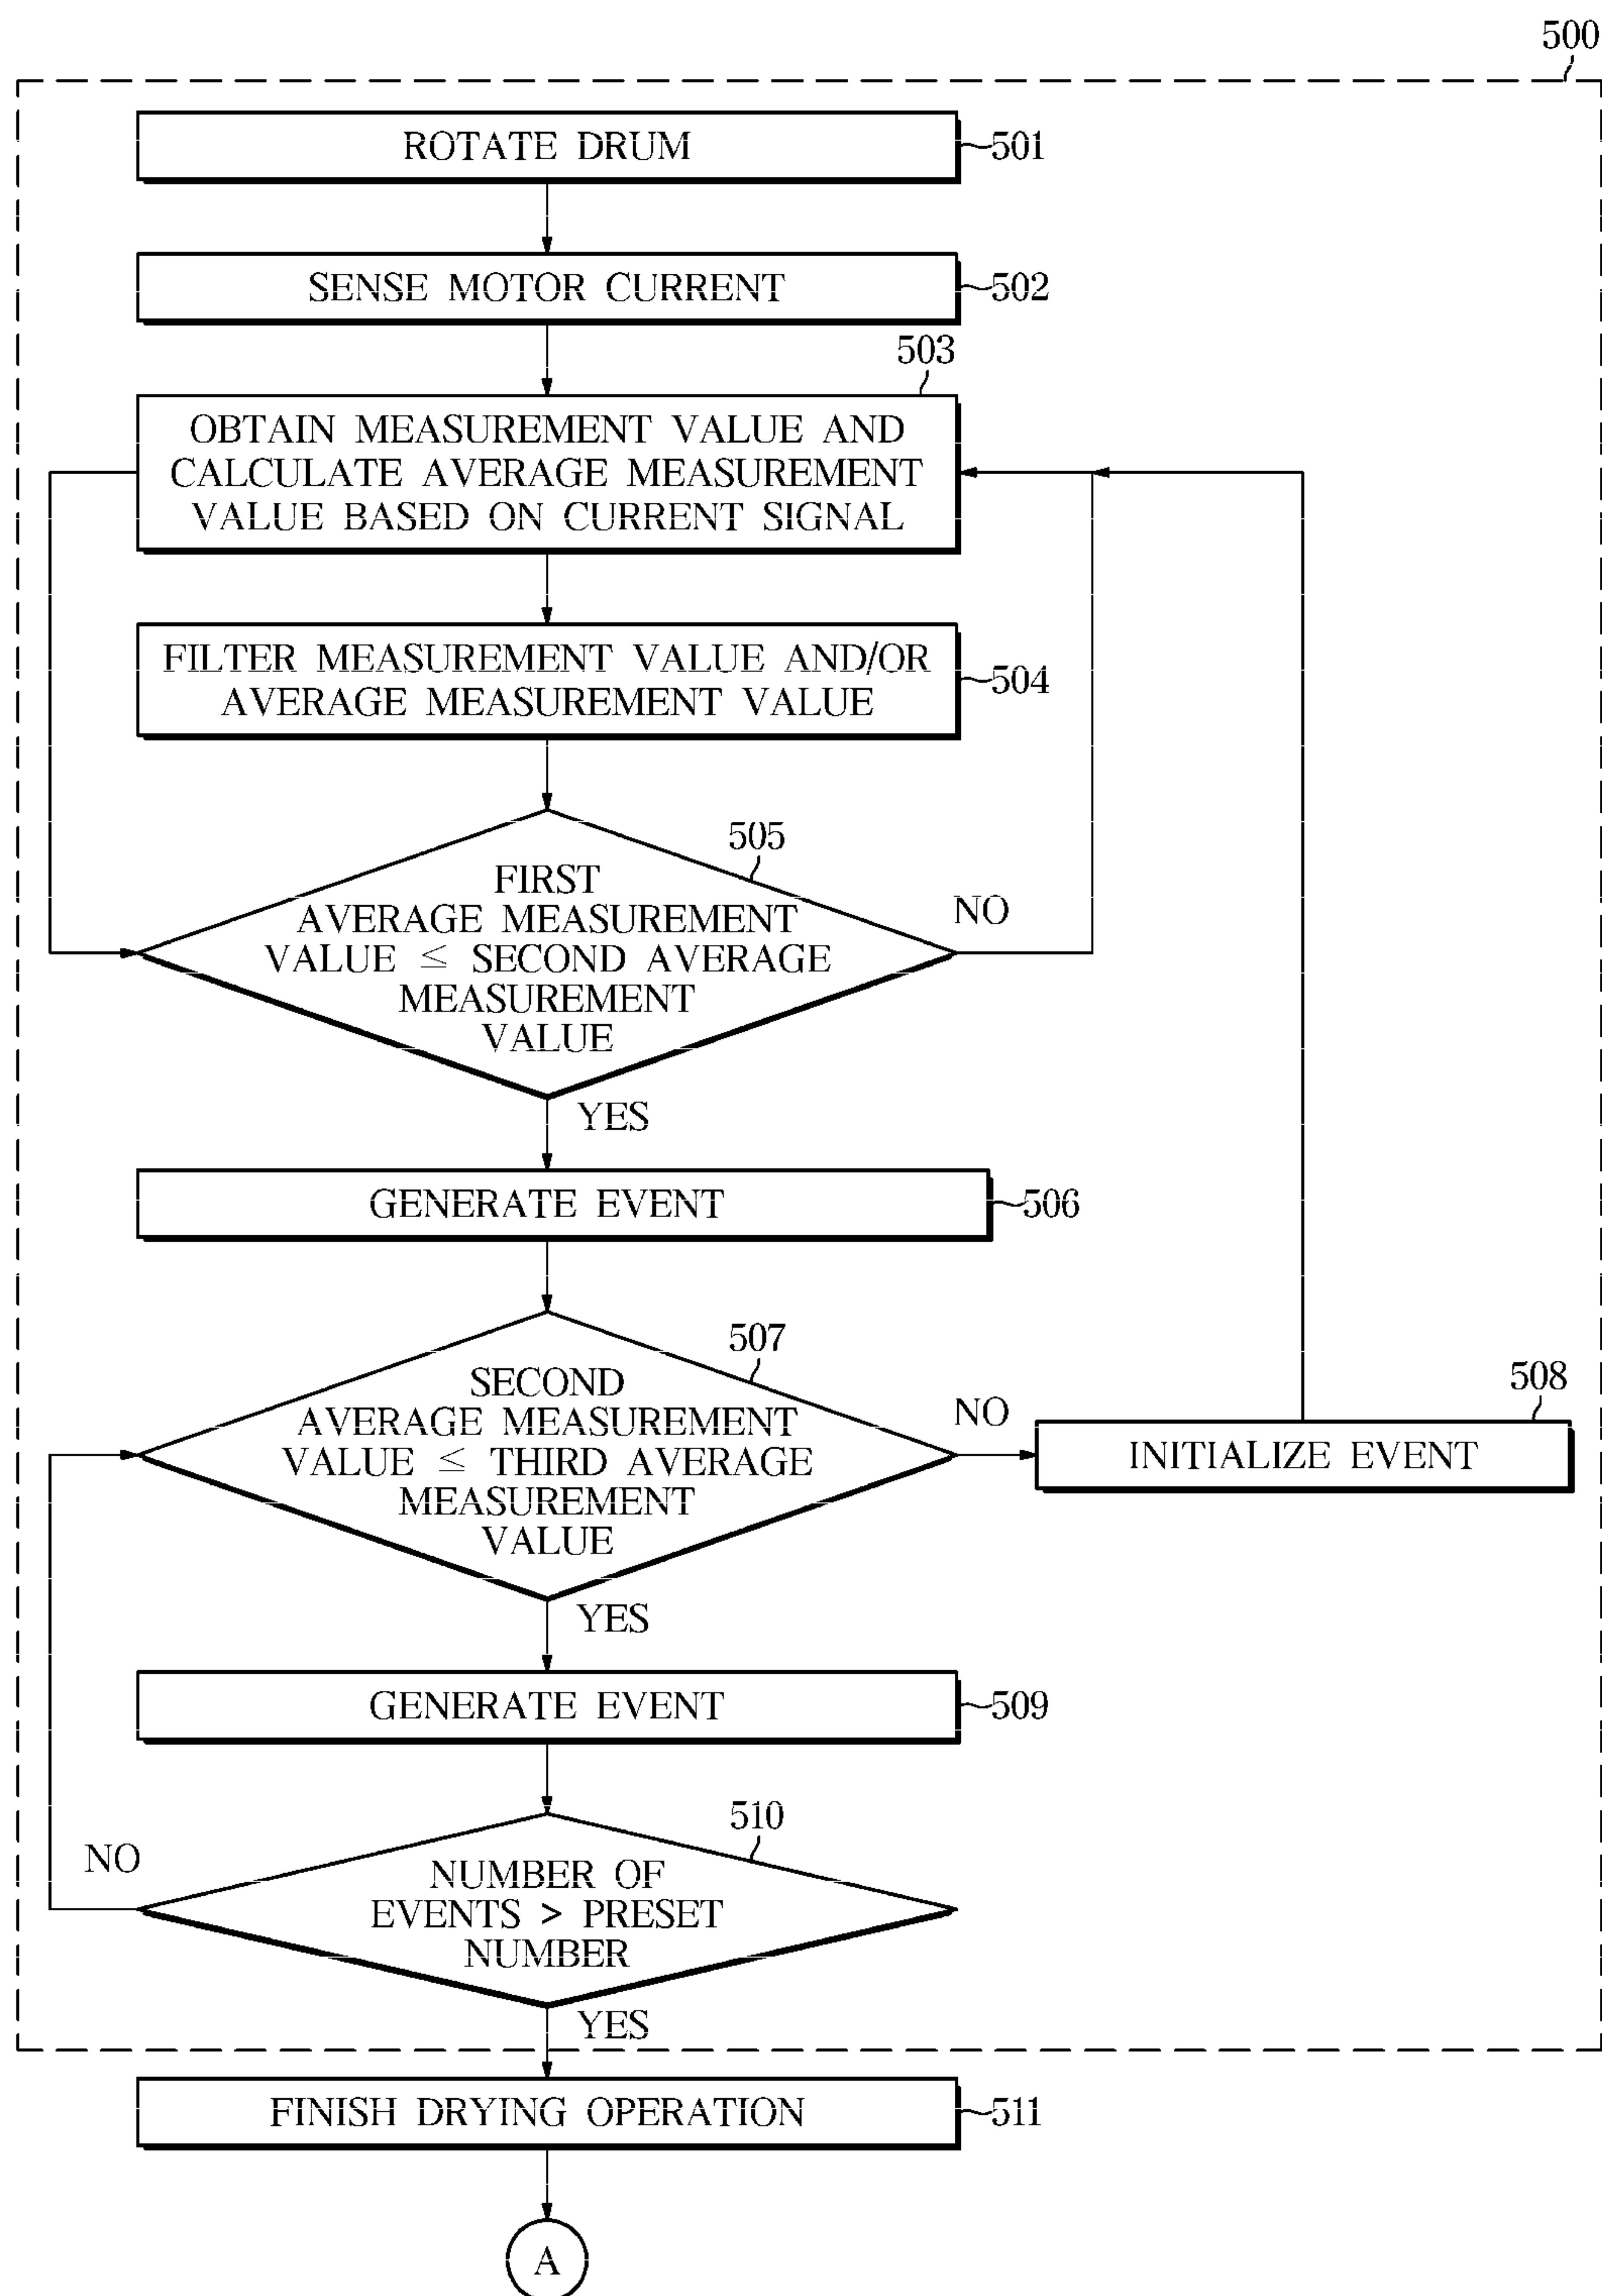 500
ROTATE DRUM
501
SENSE MOTOR CURRENT
502
503
OBTAIN MEASUREMENT VALUE AND
CALCULATE AVERAGE MEASUREMENT
VALUE BASED ON CURRENT SIGNAL
FILTER MEASUREMENT VALUE AND/OR
AVERAGE MEASUREMENT VALUE
504
505
FIRST
AVERAGE MEASUREMENT
VALUE ≤ SECOND AVERAGE
MEASUREMENT
VALUE
NO
YES
GENERATE EVENT
506
507
SECOND
AVERAGE MEASUREMENT
VALUE ≤ THIRD AVERAGE
MEASUREMENT
VALUE
NO
508
INITIALIZE EVENT
YES
GENERATE EVENT
509
510
NUMBER OF
EVENTS > PRESET
NUMBER
NO
YES
FINISH DRYING OPERATION
511
A